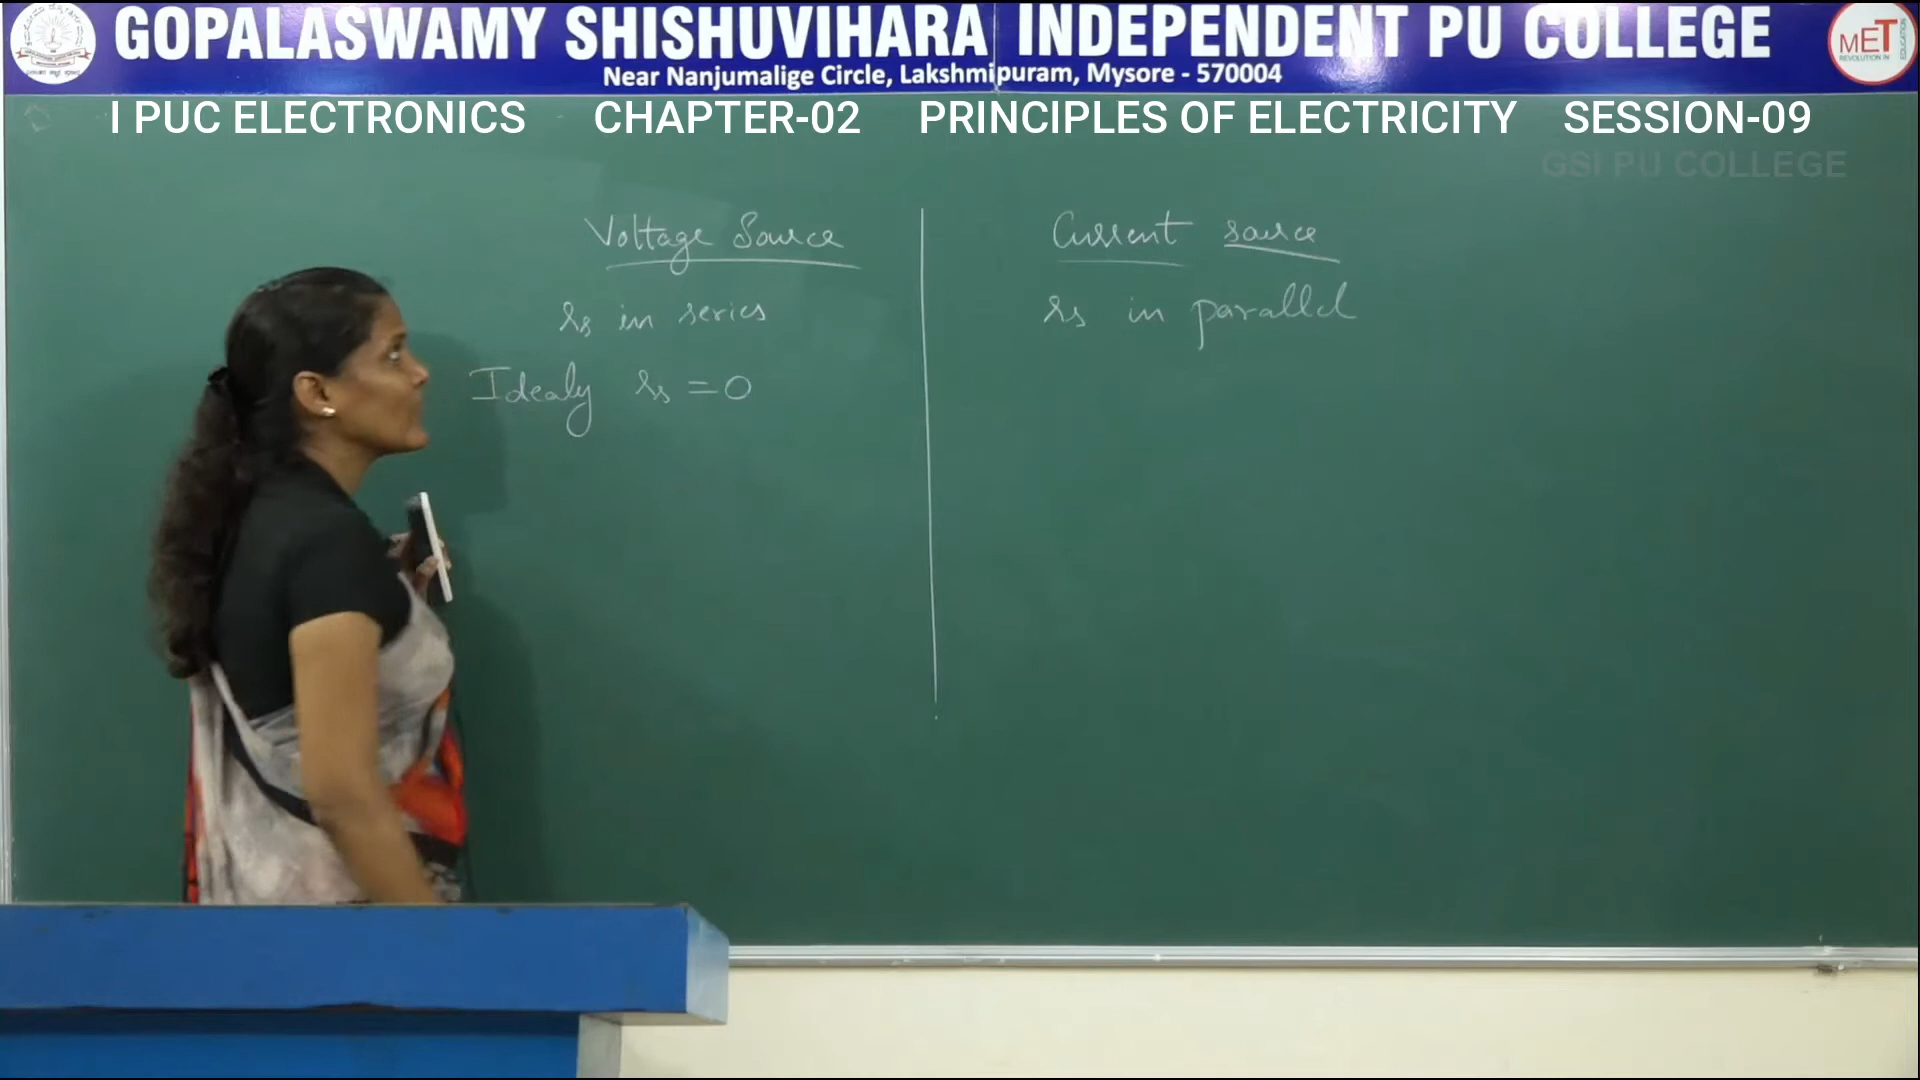 GOPALASWAMY SHISHUVIHARA INDEPENDENT PU COLLEGE
Near Nanjumalige Circle, Lakshmipuram, Mysore - 570004
MET
I PUC ELECTRONICS CHAPTER-02 PRINCIPLES OF ELECTRICITY SESSION-09
GSI PU COLLEGE
Voltage Source
Current source
rs in series
rs in parallel
Idealy rs = 0